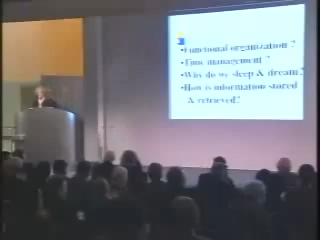 •Functional organization ?
•Time management ?
•Why do we sleep & dream?
•How is information stored
& retrieved?